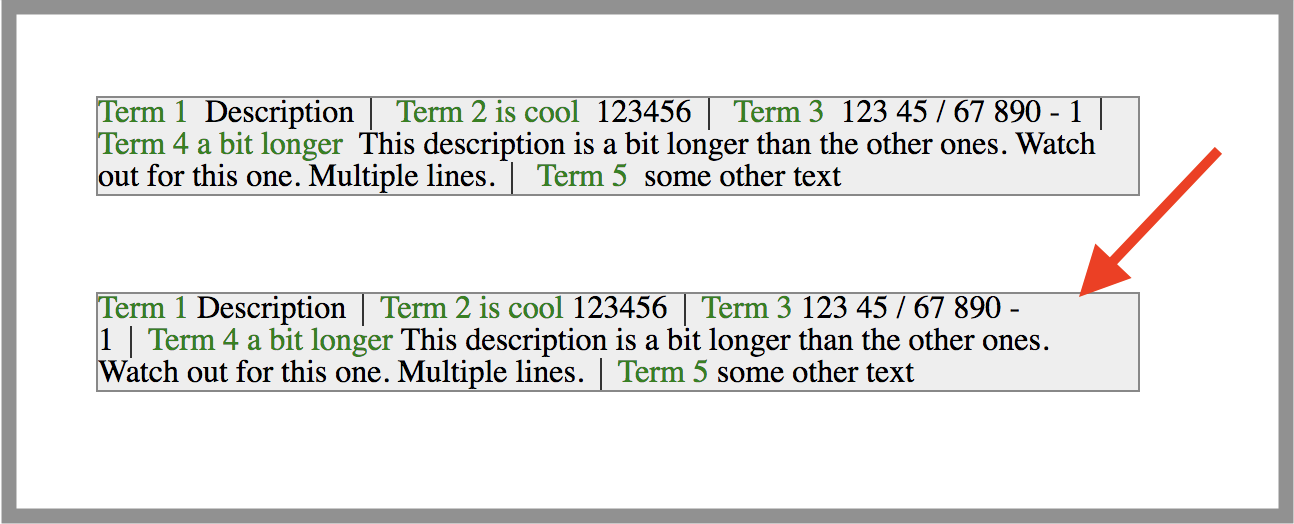 Term 1 Description | Term 2 is cool 123456 | Term 3 123 45 / 67 890 - 1 |
Term 4 a bit longer This description is a bit longer than the other ones. Watch
out for this one. Multiple lines. | Term 5 some other text
Term 1 Description | Term 2 is cool 123456 | Term 3 123 45 / 67 890 -
1 | Term 4 a bit longer This description is a bit longer than the other ones.
Watch out for this one. Multiple lines. | Term 5 some other text